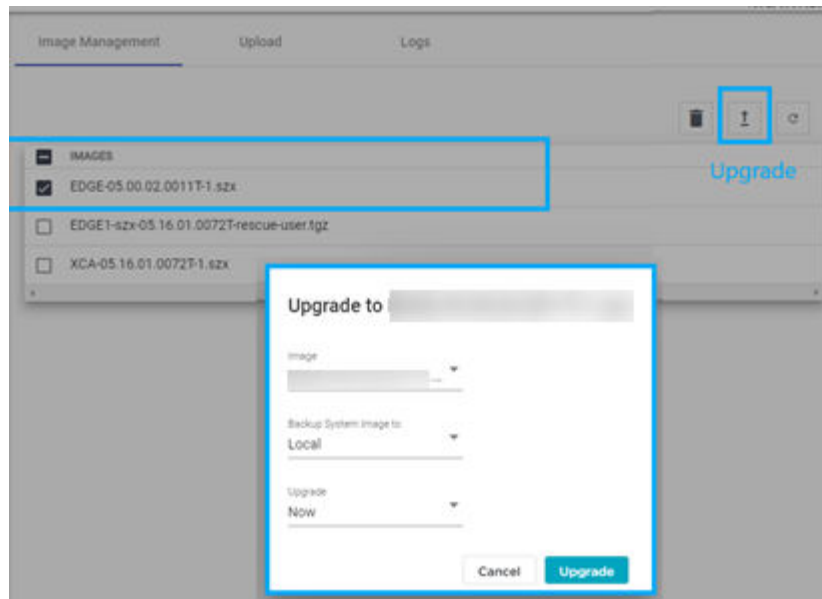 Image Management Upload Logs
Upgrade
IMAGES
EDGE-05.00.02.0011T-1.szx
EDGE1-szx-05.16.01.0072T-rescue-user.tgz
XCA-05.16.01.0072T-1.szx
Upgrade to
Image
...
Backup System Image to
Local
Upgrade
Now
Cancel Upgrade